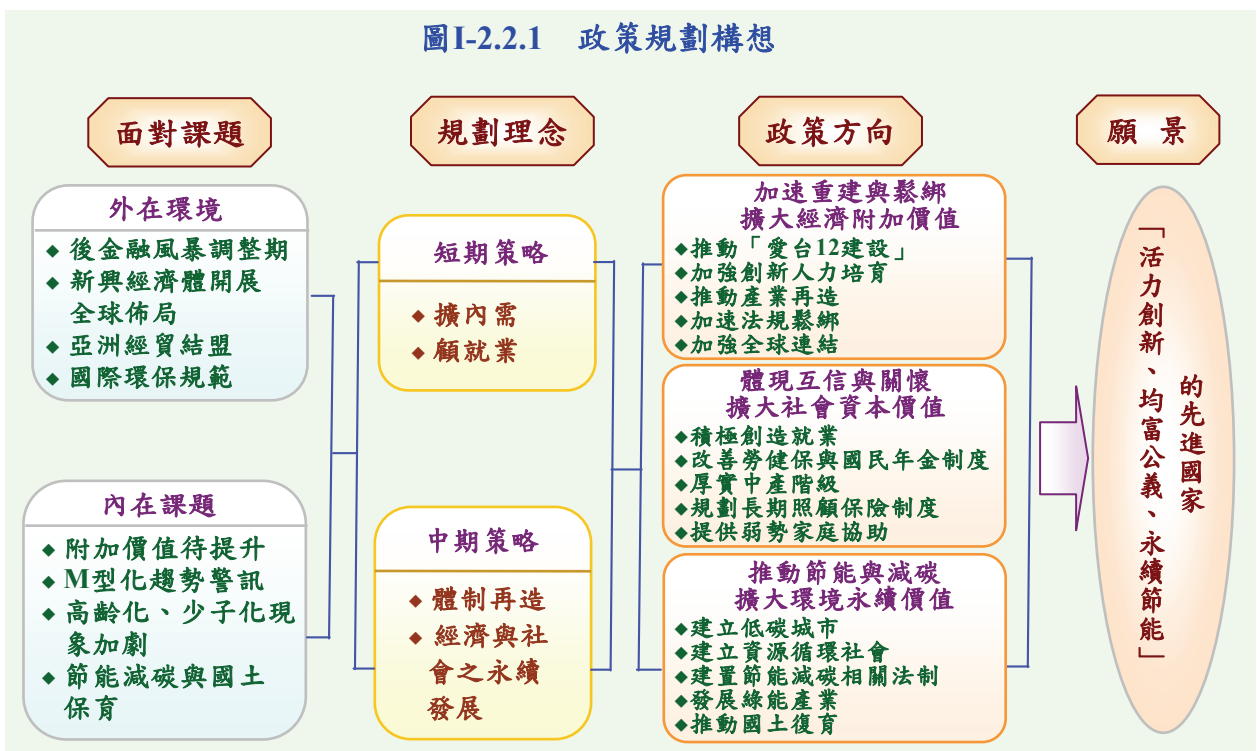 圖I-2.2.1 政策規劃構想
面對課題
外在環境
◆後金融風暴調整期
◆新興經濟體開展
全球佈局
◆亞洲經貿結盟
◆國際環保規範
內在課題
◆附加價值待提升
◆M型化趨勢警訊
◆高齡化、少子化現
象加劇
◆節能減碳與國土
保育
規劃理念
短期策略
◆擴內需
◆顧就業
中期策略
◆體制再造
◆經濟與社
會之永續
發展
政策方向
加速重建與鬆綁
擴大經濟附加價值
◆推動「愛台12建設」
◆加強創新人力培育
◆推動產業再造
◆加速法規鬆綁
◆加強全球連結
體現互信與關懷
擴大社會資本價值
◆積極創造就業
◆改善勞健保與國民年金制度
◆厚實中產階級
◆規劃長期照顧保險制度
◆提供弱勢家庭協助
推動節能與減碳
擴大環境永續價值
◆建立低碳城市
◆建立資源循環社會
◆建置節能減碳相關法制
◆發展綠能產業
◆推動國土復育
願 景
「活力創新、均富公義、永續節能」
的先進國家